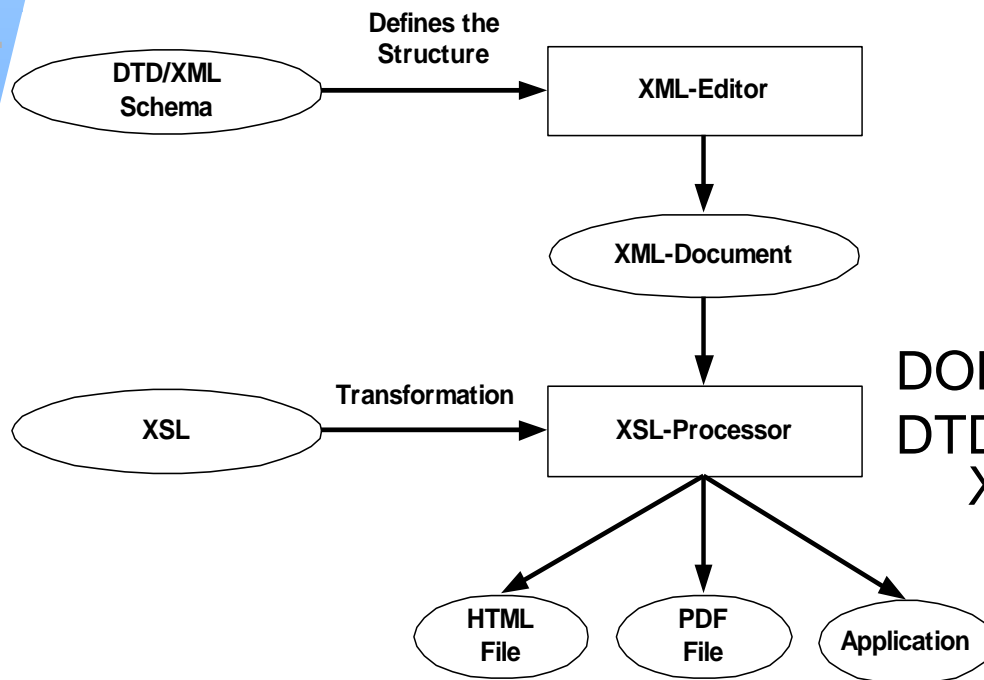 Defines the
Structure
DTD/XML
Schema
XML-Editor
XML-Document
Transformation
XSL
XSL-Processor
HTML
File
PDF
File
Application